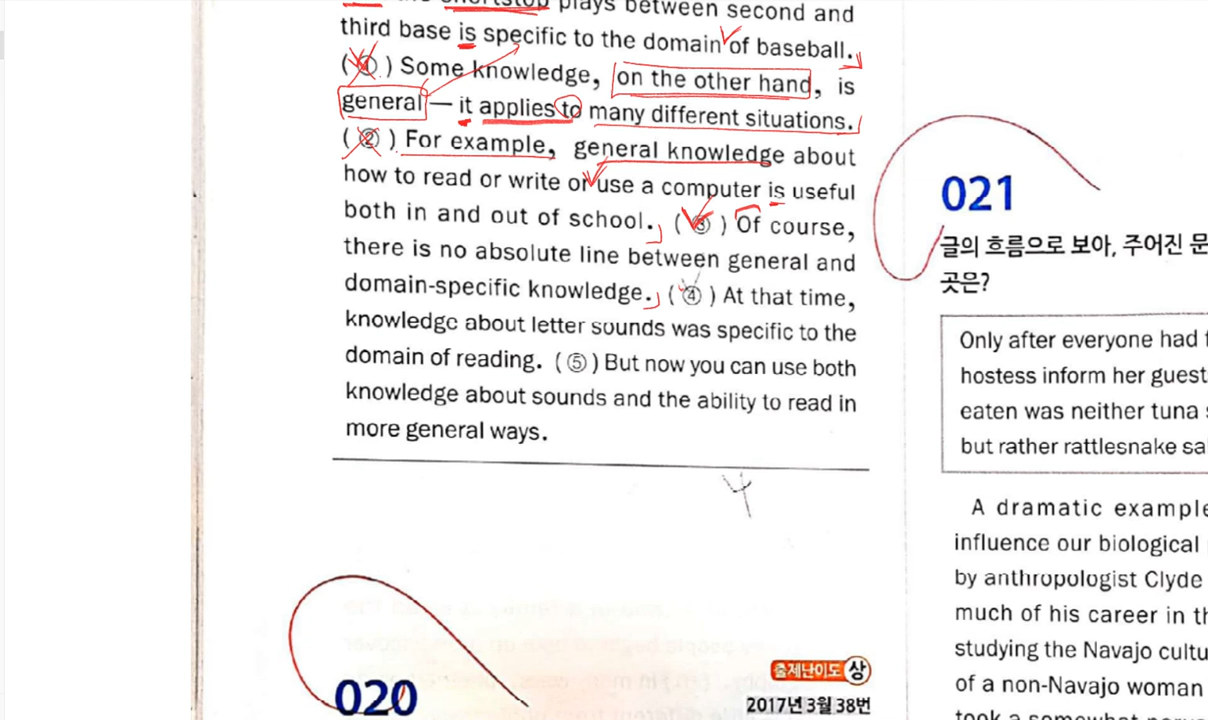 shortstop plays between second and
third base is specific to the domain of baseball.
( ① ) Some knowledge, on the other hand, is
general — it applies to many different situations.
( ② ) For example, general knowledge about
how to read or write or use a computer is useful
both in and out of school. ( ③ ) Of course,
there is no absolute line between general and
domain-specific knowledge. ( ④ ) At that time,
knowledge about letter sounds was specific to the
domain of reading. ( ⑤ ) But now you can use both
knowledge about sounds and the ability to read in
more general ways.
4
020
출제난이도 상
2017년 3월 38번
021
글의 흐름으로 보아, 주어진 문
곳은?
Only after everyone had
hostess inform her guest
eaten was neither tuna
but rather rattlesnake
A dramatic example
influence our biological
by anthropologist Clyde
much of his career in
studying the Navajo
of a non-Navajo woman
took a somewhat